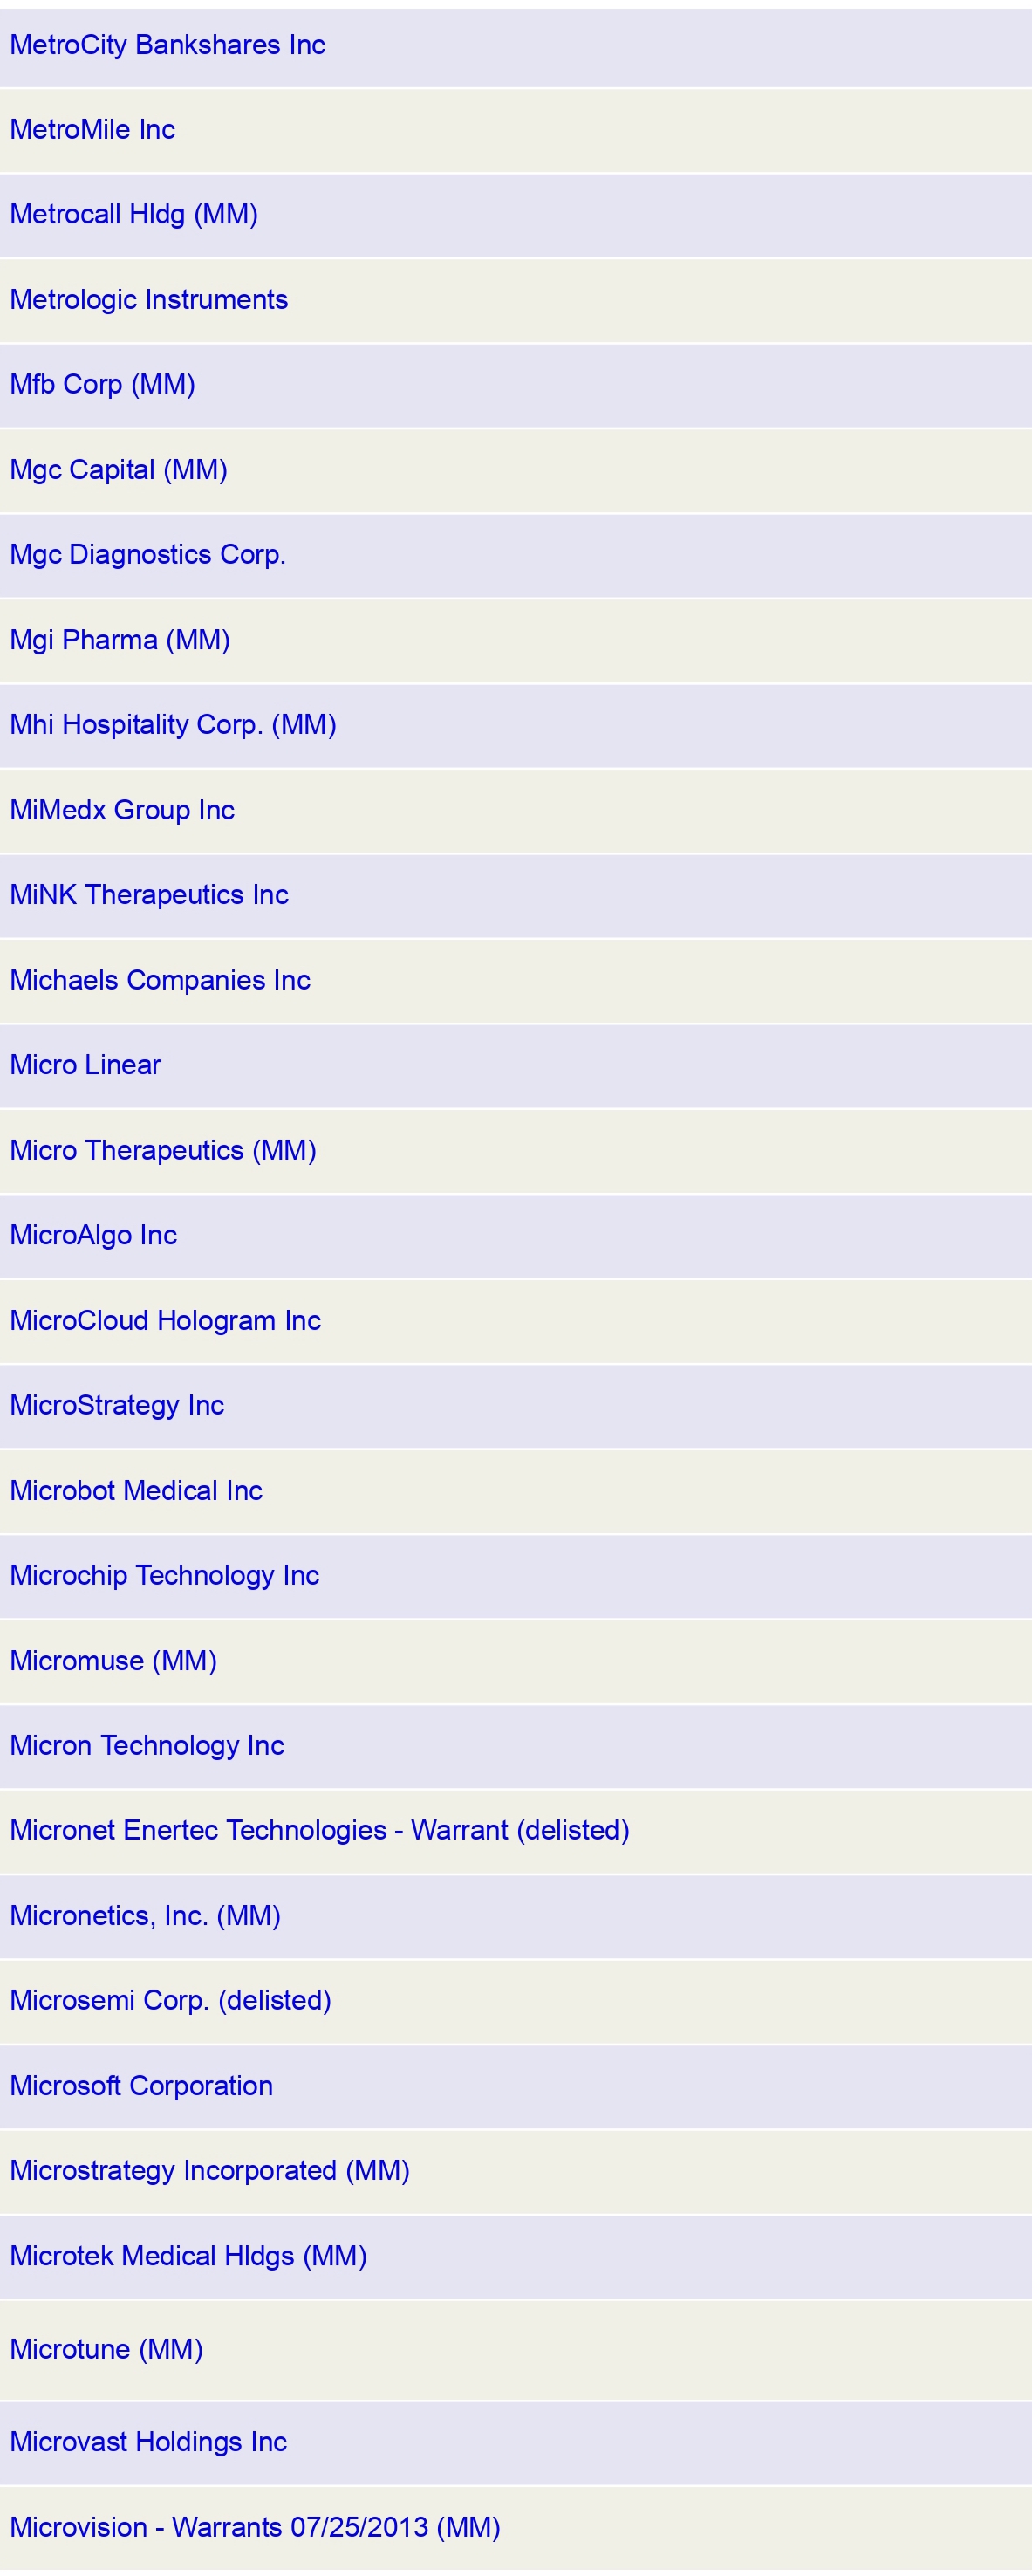 MetroCity Bankshares Inc
MetroMile Inc
Metrocall Hldg (MM)
Metrologic Instruments
Mfb Corp (MM)
Mgc Capital (MM)
Mgc Diagnostics Corp.
Mgi Pharma (MM)
Mhi Hospitality Corp. (MM)
MiMedx Group Inc
MiNK Therapeutics Inc
Michaels Companies Inc
Micro Linear
Micro Therapeutics (MM)
MicroAlgo Inc
MicroCloud Hologram Inc
MicroStrategy Inc
Microbot Medical Inc
Microchip Technology Inc
Micromuse (MM)
Micron Technology Inc
Micronet Enertec Technologies - Warrant (delisted)
Micronetics, Inc. (MM)
Microsemi Corp. (delisted)
Microsoft Corporation
Microstrategy Incorporated (MM)
Microtek Medical Hldgs (MM)
Microtune (MM)
Microvast Holdings Inc
Microvision - Warrants 07/25/2013 (MM)